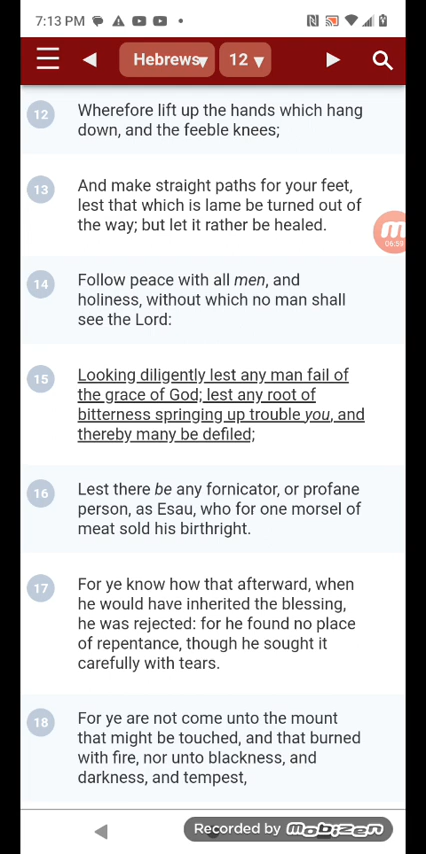 7:13 PM
Hebrews 12
12 Wherefore lift up the hands which hang
down, and the feeble knees;
13 And make straight paths for your feet,
lest that which is lame be turned out of
the way; but let it rather be healed.
m
06:59
14 Follow peace with all men, and
holiness, without which no man shall
see the Lord:
15 Looking diligently lest any man fail of
the grace of God; lest any root of
bitterness springing up trouble you, and
thereby many be defiled;
16 Lest there be any fornicator, or profane
person, as Esau, who for one morsel of
meat sold his birthright.
17 For ye know how that afterward, when
he would have inherited the blessing,
he was rejected: for he found no place
of repentance, though he sought it
carefully with tears.
18 For ye are not come unto the mount
that might be touched, and that burned
with fire, nor unto blackness, and
darkness, and tempest,
Recorded by mobizen